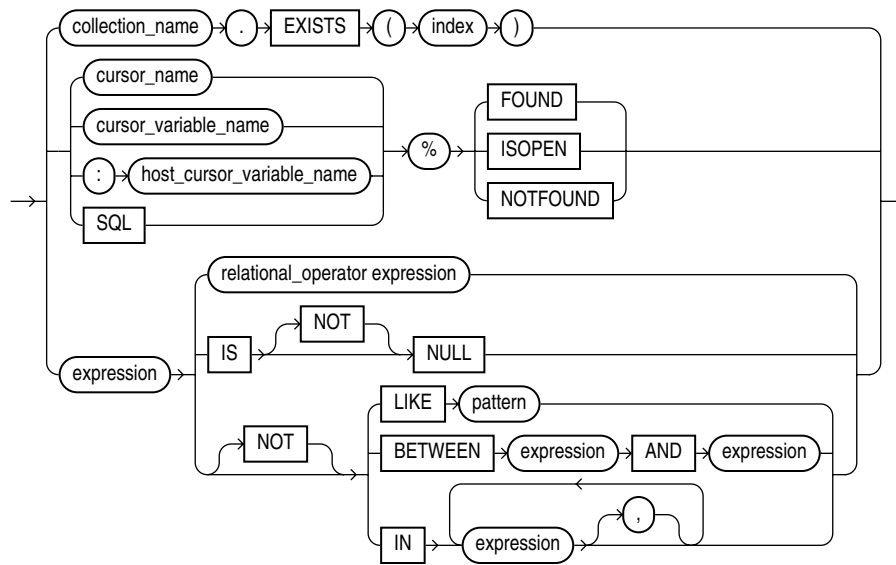 collection_name . EXISTS ( index )
cursor_name
cursor_variable_name
: host_cursor_variable_name
SQL
%
FOUND
ISOPEN
NOTFOUND
expression
relational_operator expression
IS NOT NULL
NOT
LIKE pattern
BETWEEN expression AND expression
IN expression ,